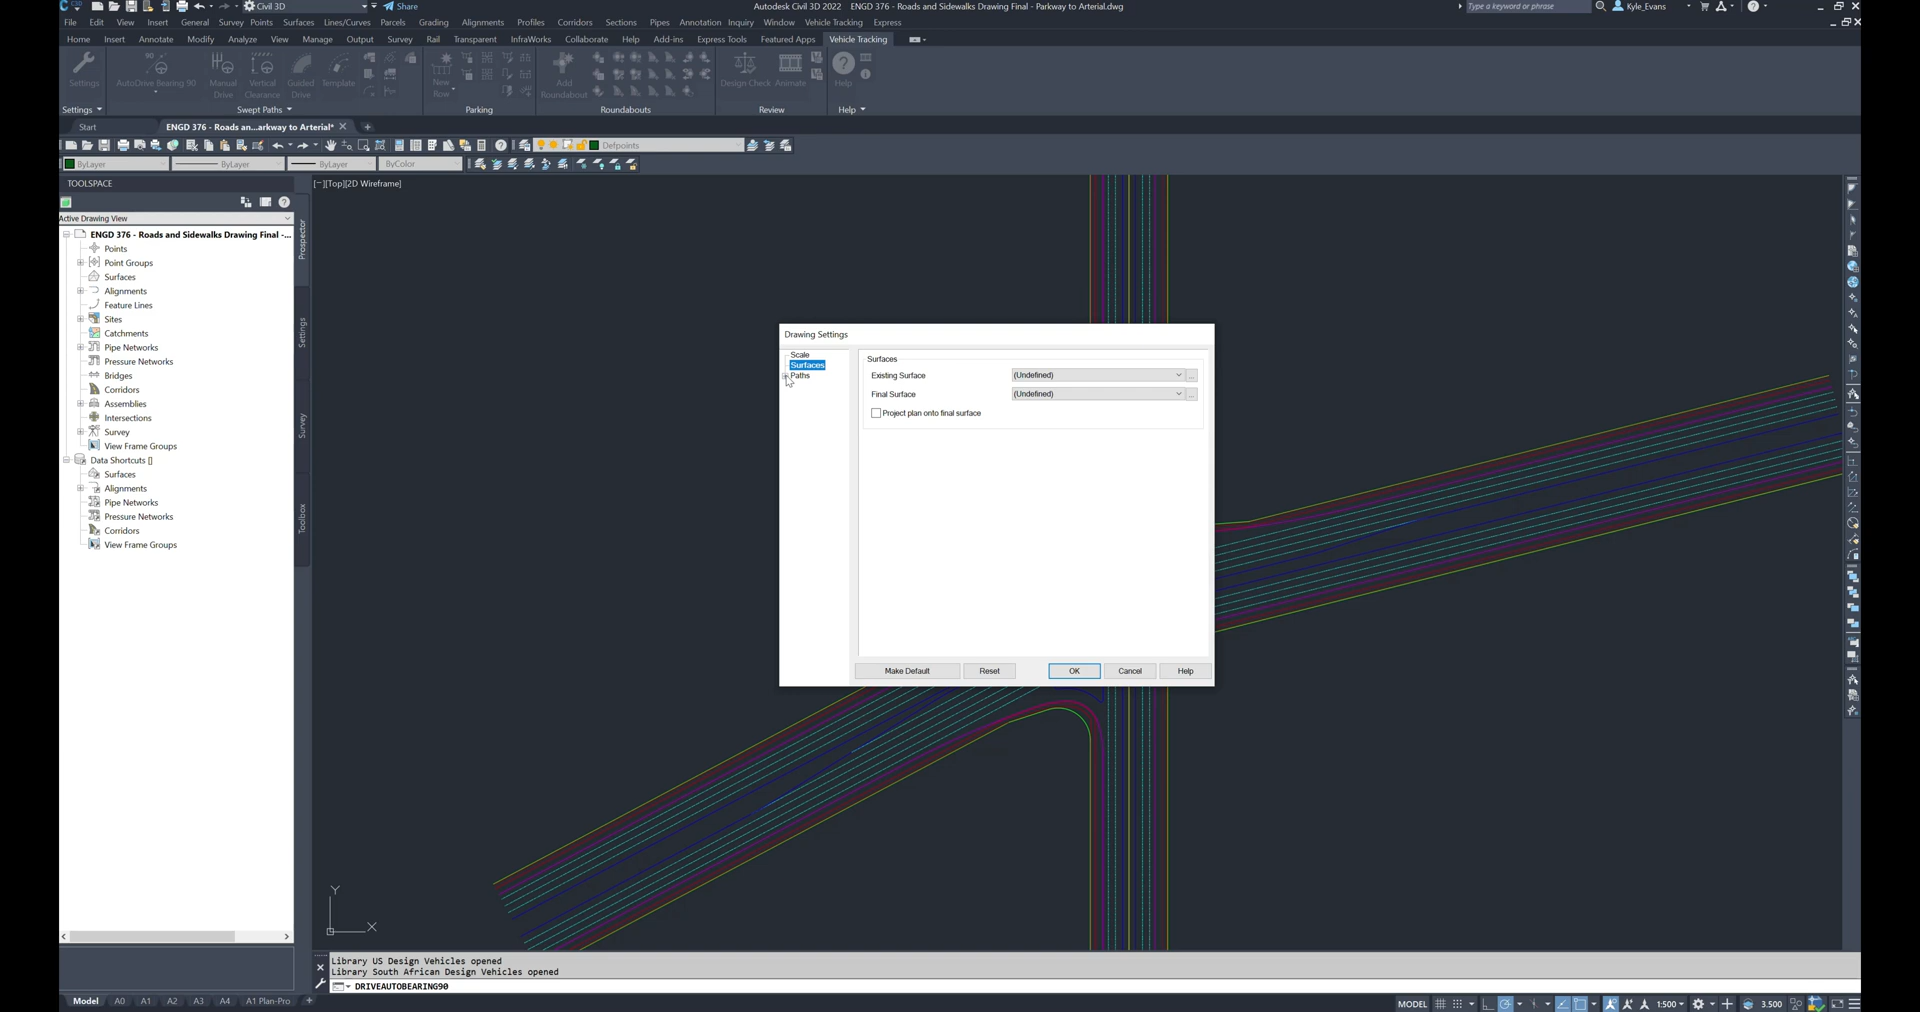 C3D
Civil 3D
Share
Autodesk Civil 3D 2022 ENGD 376 - Roads and Sidewalks Drawing Final - Parkway to Arterial.dwg
Type a keyword or phrase
Kyle_Evans
File Edit View Insert General Survey Points Surfaces Lines/Curves Parcels Grading Alignments Profiles Corridors Sections Pipes Annotation Inquiry Window Vehicle Tracking Express
Home Insert Annotate Modify Analyze View Manage Output Survey Rail Transparent InfraWorks Collaborate Help Add-ins Express Tools Featured Apps Vehicle Tracking
Settings AutoDrive Bearing 90 Manual Drive Vertical Clearance Guided Drive Template New Row Add Roundabout Design Check Animate Help
Settings Swept Paths Parking Roundabouts Review Help
Start ENGD 376 - Roads an...arkway to Arterial*
Defpoints
ByLayer ByLayer ByLayer ByColor
TOOLSPACE
[−][Top][2D Wireframe]
Active Drawing View
ENGD 376 - Roads and Sidewalks Drawing Final -...
Points
Point Groups
Surfaces
Alignments
Feature Lines
Sites
Catchments
Pipe Networks
Pressure Networks
Bridges
Corridors
Assemblies
Intersections
Survey
View Frame Groups
Data Shortcuts []
Surfaces
Alignments
Pipe Networks
Pressure Networks
Corridors
View Frame Groups
Prospector
Settings
Survey
Toolbox
Drawing Settings
Scale
Surfaces
Paths
Surfaces
Existing Surface (Undefined) ...
Final Surface (Undefined) ...
Project plan onto final surface
Make Default Reset OK Cancel Help
Y
X
Library US Design Vehicles opened
Library South African Design Vehicles opened
DRIVEAUTOBEARING90
Model A0 A1 A2 A3 A4 A1 Plan-Pro +
MODEL 1:500 3.500